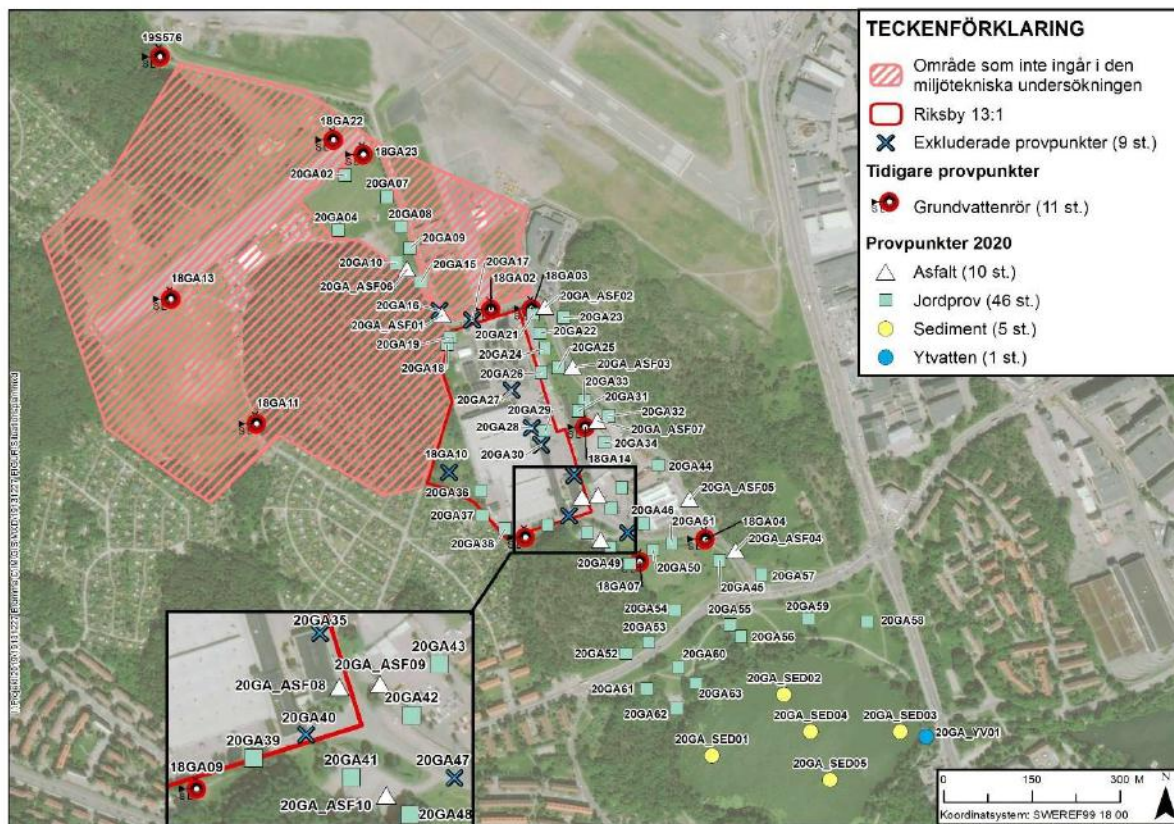 TECKENFÖRKLARING
Område som inte ingår i den
miljötekniska undersökningen
Riksby 13:1
Exkluderade provpunkter (9 st.)
Tidigare provpunkter
Grundvattenrör (11 st.)
Provpunkter 2020
Asfalt (10 st.)
Jordprov (46 st.)
Sediment (5 st.)
Ytvatten (1 st.)
19S576
18GA22
18GA23
20GA02
20GA07
20GA04
20GA08
20GA09
20GA10
20GA15
20GA17
20GA_ASF06
18GA02
18GA03
18GA13
20GA16
20GA_ASF02
20GA_ASF01
20GA21
20GA23
20GA22
20GA19
20GA24
20GA25
20GA18
20GA26
20GA_ASF03
20GA27
20GA33
20GA31
18GA11
20GA29
20GA32
20GA28
20GA_ASF07
20GA30
20GA34
18GA10
18GA14
20GA44
20GA36
20GA_ASF05
20GA37
20GA46
20GA51
18GA04
20GA38
20GA_ASF04
20GA49
20GA50
18GA07
20GA45
20GA57
20GA54
20GA55
20GA59
20GA58
20GA53
20GA56
20GA52
20GA60
20GA61
20GA63
20GA62
20GA_SED02
20GA_SED04
20GA_SED03
20GA_YV01
20GA_SED01
20GA_SED05
20GA35
20GA43
20GA_ASF09
20GA_ASF08
20GA42
20GA40
20GA39
20GA41
20GA47
18GA09
20GA_ASF10
20GA48
0 150 300 M
N
Koordinatsystem: SWEREF99 18 00